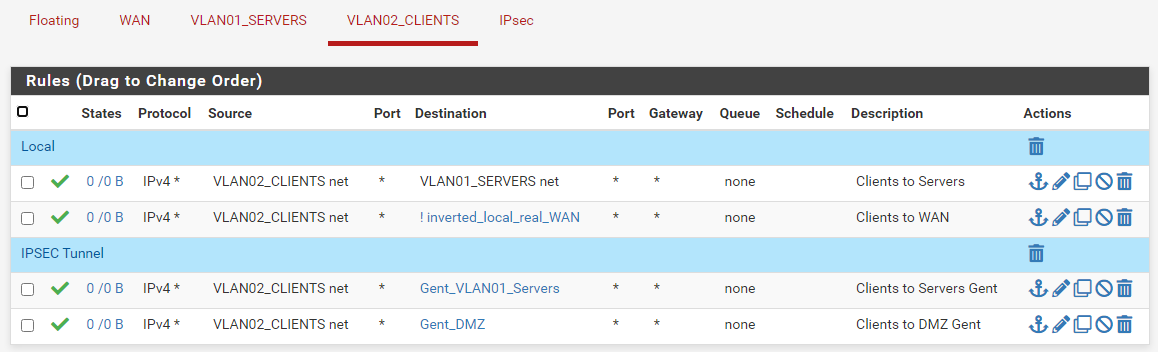 Floating WAN VLAN01_SERVERS VLAN02_CLIENTS IPsec
Rules (Drag to Change Order)
States Protocol Source Port Destination Port Gateway Queue Schedule Description Actions
Local
0 /0 B IPv4 * VLAN02_CLIENTS net * VLAN01_SERVERS net * * none Clients to Servers
0 /0 B IPv4 * VLAN02_CLIENTS net * ! inverted_local_real_WAN * * none Clients to WAN
IPSEC Tunnel
0 /0 B IPv4 * VLAN02_CLIENTS net * Gent_VLAN01_Servers * * none Clients to Servers Gent
0 /0 B IPv4 * VLAN02_CLIENTS net * Gent_DMZ * * none Clients to DMZ Gent